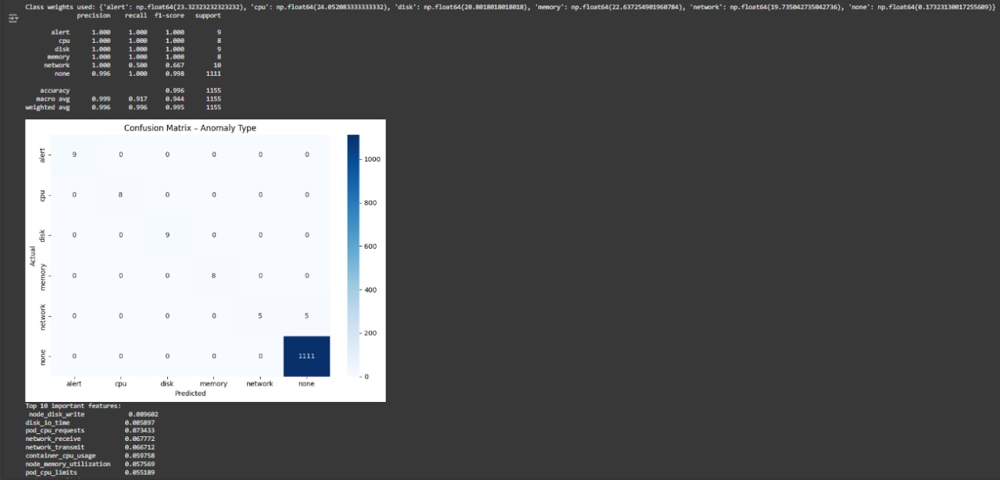 Class weights used: {'alert': np.float64(23.32323232323232), 'cpu': np.float64(24.052083333333332), 'disk': np.float64(20.8018018018018), 'memory': np.float64(22.637254901960784), 'network': np.float64(19.735042735042736), 'none': np.float64(0.17323130017255609)}
precision recall f1-score support
alert 1.000 1.000 1.000 9
cpu 1.000 1.000 1.000 8
disk 1.000 1.000 1.000 9
memory 1.000 1.000 1.000 8
network 1.000 0.500 0.667 10
none 0.996 1.000 0.998 1111
accuracy 0.996 1155
macro avg 0.999 0.917 0.944 1155
weighted avg 0.996 0.996 0.995 1155
Confusion Matrix – Anomaly Type
alert 9 0 0 0 0 0
cpu 0 8 0 0 0 0
disk 0 0 9 0 0 0
memory 0 0 0 8 0 0
network 0 0 0 0 5 5
none 0 0 0 0 0 1111
Actual
alert cpu disk memory network none
Predicted
1000
800
600
400
200
0
Top 10 important features:
node_disk_write 0.089602
disk_io_time 0.085897
pod_cpu_requests 0.073433
network_receive 0.067772
network_transmit 0.066712
container_cpu_usage 0.059758
node_memory_utilization 0.057569
pod_cpu_limits 0.055189